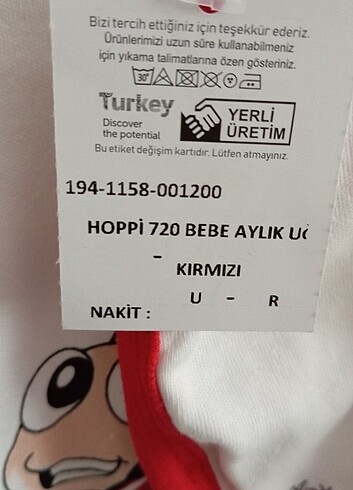 Bizi tercih ettiğiniz için teşekkür ederiz.
Ürünlerimizi uzun süre kullanabilmeniz
için yıkama talimatlarına özen gösteriniz.
30°
Turkey
Discover
the potential
YERLİ
ÜRETİM
Bu etiket değişim kartıdır. Lütfen atmayınız.
194-1158-001200
HOPPİ 720 BEBE AYLIK
-
KIRMIZI
U - R
NAKİT :